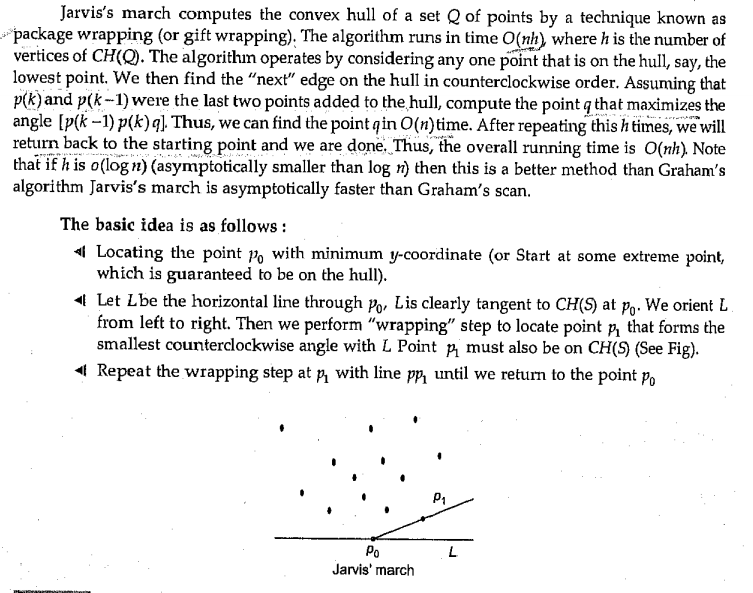 Jarvis's march computes the convex hull of a set Q of points by a technique known as
package wrapping (or gift wrapping). The algorithm runs in time O(nh), where h is the number of
vertices of CH(Q). The algorithm operates by considering any one point that is on the hull, say, the
lowest point. We then find the "next" edge on the hull in counterclockwise order. Assuming that
p(k) and p(k–1) were the last two points added to the hull, compute the point q that maximizes the
angle [p(k –1) p(k) q]. Thus, we can find the point q in O(n) time. After repeating this h times, we will
return back to the starting point and we are done. Thus, the overall running time is O(nh). Note
that if h is o(log n) (asymptotically smaller than log n) then this is a better method than Graham's
algorithm Jarvis's march is asymptotically faster than Graham's scan.
The basic idea is as follows :
Locating the point p₀ with minimum y-coordinate (or Start at some extreme point,
which is guaranteed to be on the hull).
Let L be the horizontal line through p₀, L is clearly tangent to CH(S) at p₀. We orient L
from left to right. Then we perform "wrapping" step to locate point p₁ that forms the
smallest counterclockwise angle with L Point p₁ must also be on CH(S) (See Fig).
Repeat the wrapping step at p₁ with line pp₁ until we return to the point p₀
P₁
P₀ L
Jarvis' march